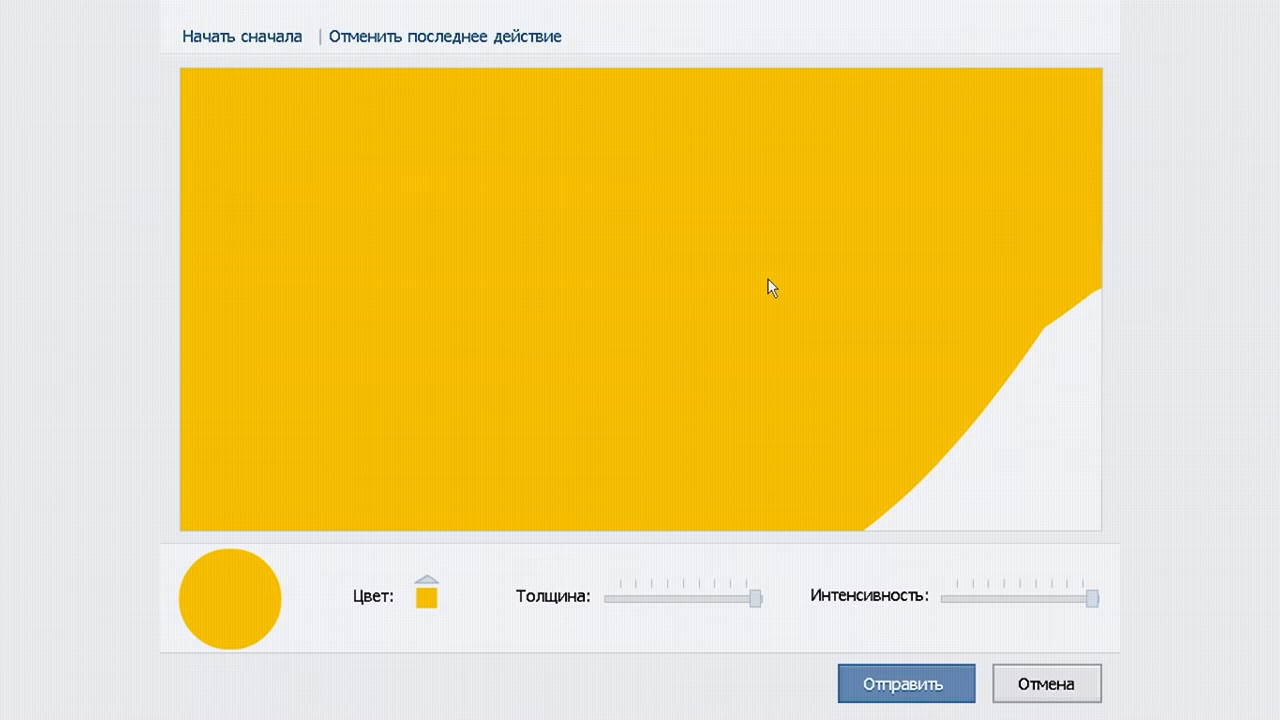 Начать сначала | Отменить последнее действие
Цвет: Толщина: Интенсивность:
Отправить Отмена